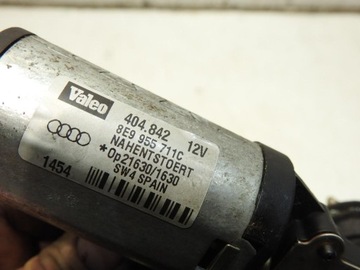 Valeo
404.842 12V
8E9 955 711C
NAHENTSTOERT
*Op21630/1630
SW4 SPAIN
1454